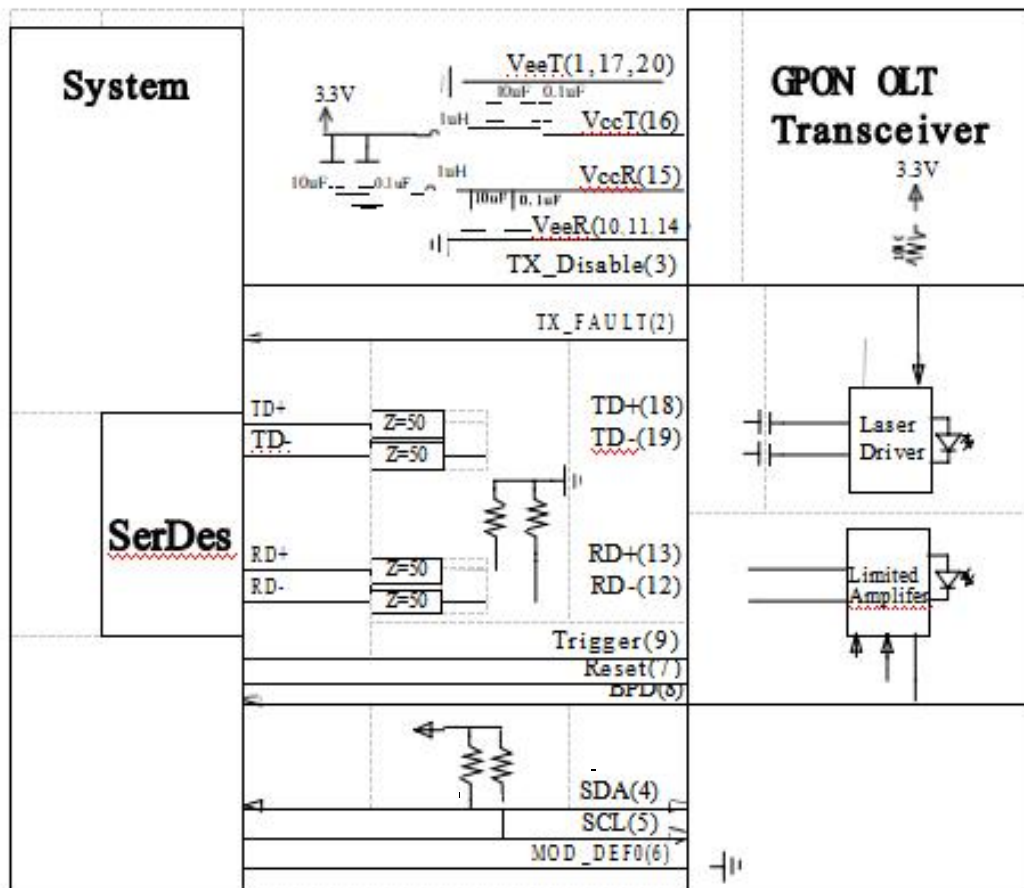 System
VeeT(1,17,20)
10uF 0.1uF
3.3V
1uH
VccT(16)
GPON OLT
Transceiver
1uH
10uF
0.1uF
VccR(15)
10uF 0.1uF
3.3V
VeeR(10.11.14
TX_Disable(3)
TX_FAULT(2)
TD+
Z=50
TD+(18)
TD-
Z=50
TD-(19)
Laser
Driver
SerDes
RD+
Z=50
RD+(13)
RD-
Z=50
RD-(12)
Limited
Amplifer
Trigger(9)
Reset(7)
BPD(8)
SDA(4)
SCL(5)
MOD_DEF0(6)